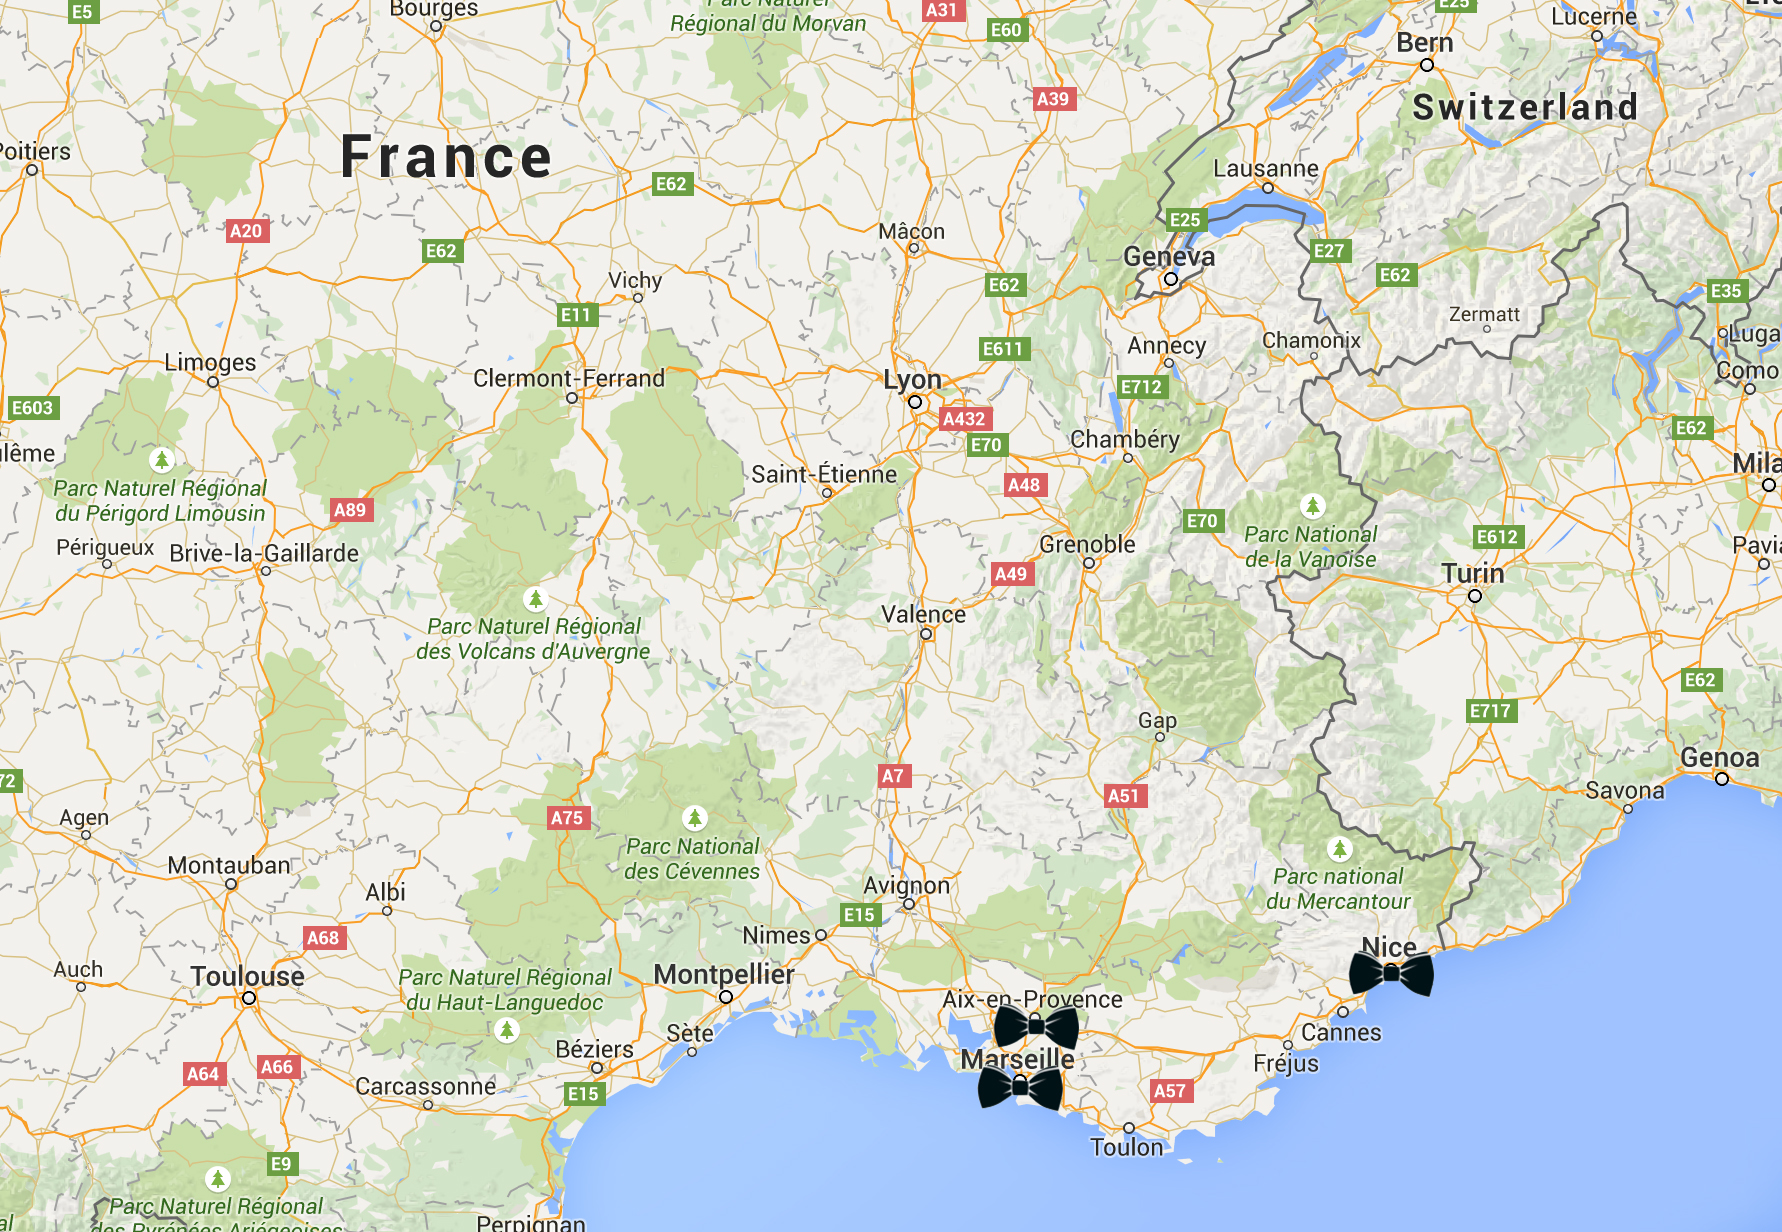 E5
Bourges
Parc Naturel
Régional du Morvan
A31
E60
E25
Lucerne
Bern
A39
Switzerland
France
Poitiers
E62
Lausanne
A20
E62
Mâcon
E25
Geneva
E27
E62
E35
Vichy
E62
E11
Zermatt
Chamonix
E611
Annecy
Limoges
Clermont-Ferrand
Lyon
E712
Como
E603
A432
E70
Chambéry
E62
Saint-Étienne
A48
Parc Naturel Régional
du Périgord Limousin
A89
E70
Parc National
de la Vanoise
E612
Périgueux
Brive-la-Gaillarde
Grenoble
A49
Turin
Valence
Parc Naturel Régional
des Volcans d'Auvergne
E62
E717
Gap
Genoa
A7
A51
Savona
Agen
A75
Parc National
des Cévennes
Montauban
Albi
Avignon
E15
Parc national
du Mercantour
A68
Nimes
Nice
Auch
Toulouse
Parc Naturel Régional
du Haut-Languedoc
Montpellier
Aix-en-Provence
Cannes
Sète
Béziers
Marseille
Fréjus
A64
A66
Carcassonne
E15
A57
Toulon
E9
Parc Naturel Régional
des Pyrénées Ariégeoises
Perpignan